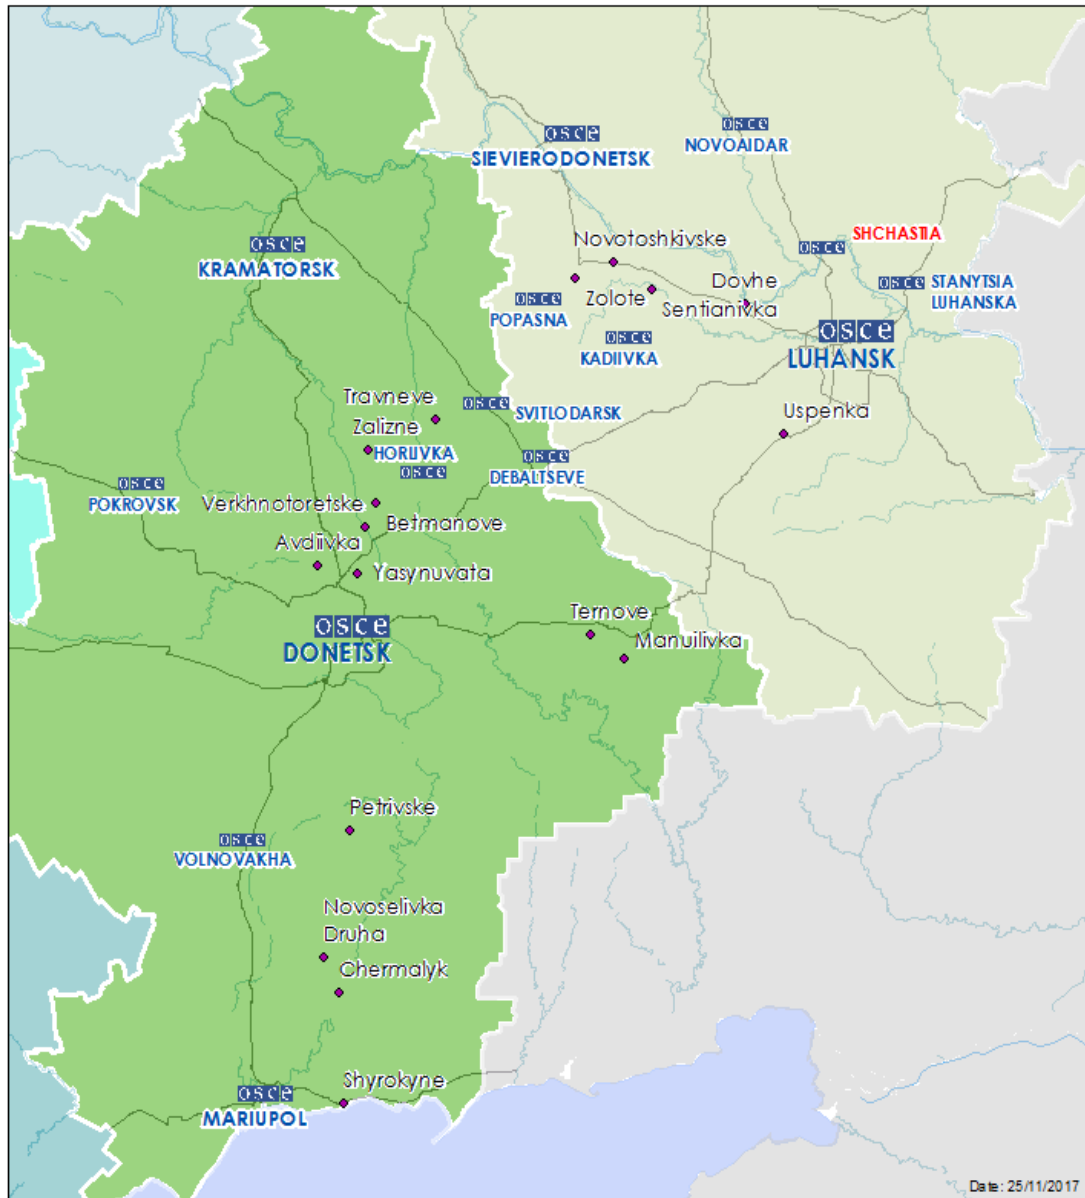 osce
NOVOAIDAR
osce
SIEVIERODONETSK
osce
KRAMATORSK
SHCHASTIA
osce
Novotoshkivske
osce
STANYTSIA
LUHANSKA
Dovhe
Zolote
Sentianivka
osce
POPASNA
osce
LUHANSK
osce
KADIIVKA
Travneve
osce
SVITLODARSK
Uspenka
Zalizne
HORLIVKA
osce
osce
DEBALTSEVE
osce
POKROVSK
Verkhnotoretske
Betmanove
Avdiivka
Yasynuvata
osce
DONETSK
Ternove
Manuilivka
Petrivske
osce
VOLNOVAKHA
Novoselivka
Druha
Chermalyk
Shyrokyne
osce
MARIUPOL
Date: 25/11/2017